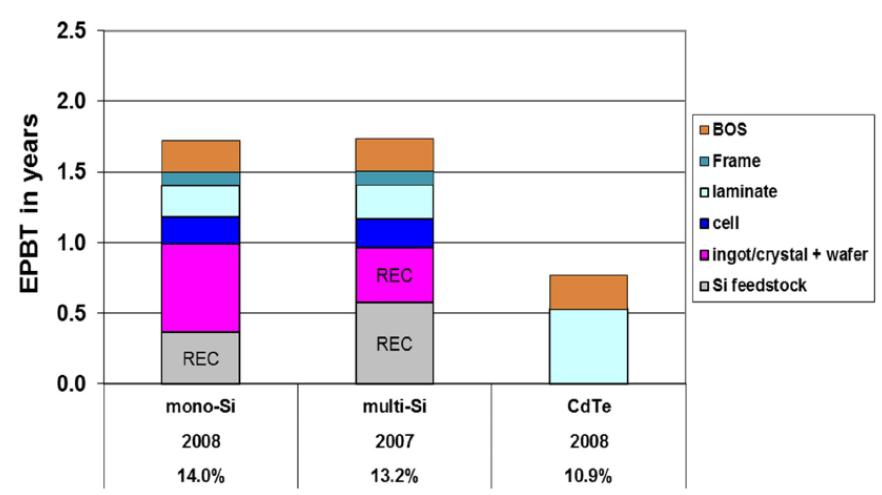 EPBT in years
2.5
2.0
1.5
1.0
0.5
0.0
REC
REC
REC
mono-Si
multi-Si
CdTe
2008
2007
2008
14.0%
13.2%
10.9%
BOS
Frame
laminate
cell
ingot/crystal + wafer
Si feedstock